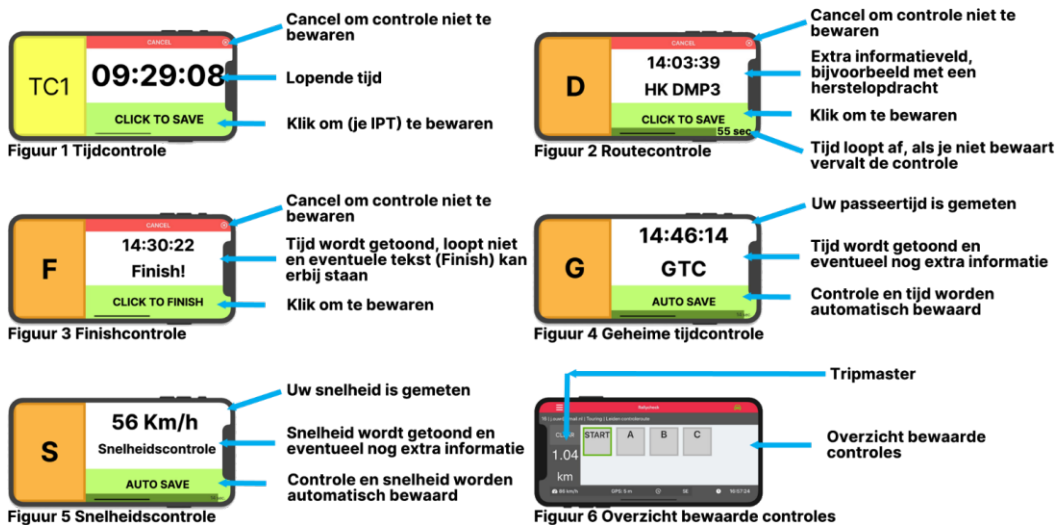 CANCEL
TC1
09:29:08
CLICK TO SAVE
Cancel om controle niet te
bewaren
Lopende tijd
Klik om (je IPT) te bewaren
Figuur 1 Tijdcontrole
CANCEL
D
14:03:39
HK DMP3
CLICK TO SAVE
55 sec
Cancel om controle niet te
bewaren
Extra informatieveld,
bijvoorbeeld met een
herstelopdracht
Klik om te bewaren
Tijd loopt af, als je niet bewaart
vervalt de controle
Figuur 2 Routecontrole
CANCEL
F
14:30:22
Finish!
CLICK TO FINISH
Cancel om controle niet te
bewaren
Tijd wordt getoond, loopt niet
en eventuele tekst (Finish) kan
erbij staan
Klik om te bewaren
Figuur 3 Finishcontrole
G
14:46:14
GTC
AUTO SAVE
Uw passeertijd is gemeten
Tijd wordt getoond en
eventueel nog extra informatie
Controle en tijd worden
automatisch bewaard
Figuur 4 Geheime tijdcontrole
S
56 Km/h
Snelheidscontrole
AUTO SAVE
Uw snelheid is gemeten
Snelheid wordt getoond en
eventueel nog extra informatie
Controle en snelheid worden
automatisch bewaard
Figuur 5 Snelheidscontrole
Tripmaster
CLEAR
START
A
B
C
1.04
km
86 km/h
GPS: 5 m
16:57:24
Overzicht bewaarde
controles
Figuur 6 Overzicht bewaarde controles